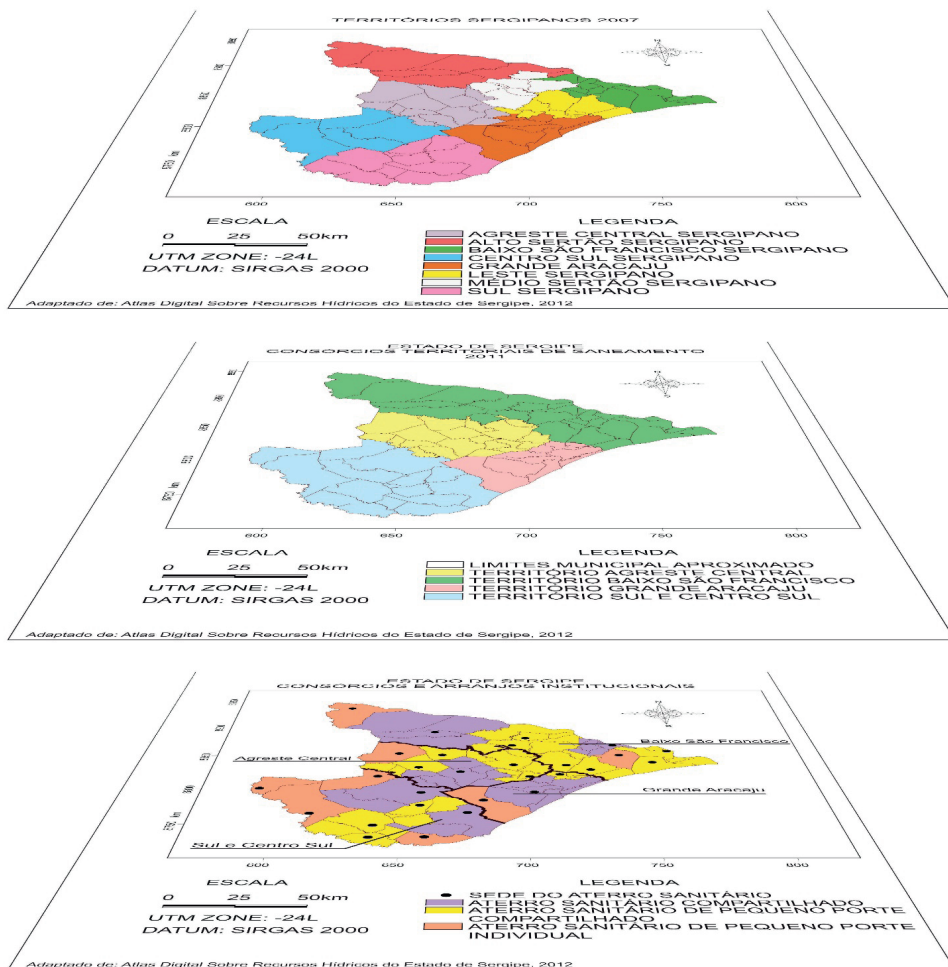 TERRITÓRIOS SERGIPANOS 2007
600 650 700 750 800
ESCALA
0 25 50km
UTM ZONE: -24L
DATUM: SIRGAS 2000
LEGENDA
AGRESTE CENTRAL SERGIPANO
ALTO SERTÃO SERGIPANO
BAIXO SÃO FRANCISCO SERGIPANO
CENTRO SUL SERGIPANO
GRANDE ARACAJU
LESTE SERGIPANO
MÉDIO SERTÃO SERGIPANO
SUL SERGIPANO
Adaptado de: Atlas Digital Sobre Recursos Hídricos do Estado de Sergipe, 2012
ESTADO DE SERGIPE
CONSÓRCIOS TERRITORIAIS DE SANEAMENTO
2011
600 650 700 750 800
ESCALA
0 25 50km
UTM ZONE: -24L
DATUM: SIRGAS 2000
LEGENDA
LIMITES MUNICIPAL APROXIMADO
TERRITÓRIO AGRESTE CENTRAL
TERRITÓRIO BAIXO SÃO FRANCISCO
TERRITÓRIO GRANDE ARACAJU
TERRITÓRIO SUL E CENTRO SUL
Adaptado de: Atlas Digital Sobre Recursos Hídricos do Estado de Sergipe, 2012
ESTADO DE SERGIPE
CONSÓRCIOS E ARRANJOS INSTITUCIONAIS
Baixo São Francisco
Agreste Central
Grande Aracaju
Sul e Centro Sul
600 650 700 750 800
ESCALA
0 25 50km
UTM ZONE: -24L
DATUM: SIRGAS 2000
LEGENDA
SEDE DO ATERRO SANITÁRIO
ATERRO SANITÁRIO COMPARTILHADO
ATERRO SANITÁRIO DE PEQUENO PORTE
COMPARTILHADO
ATERRO SANITÁRIO DE PEQUENO PORTE
INDIVIDUAL
Adaptado de: Atlas Digital Sobre Recursos Hídricos do Estado de Sergipe, 2012